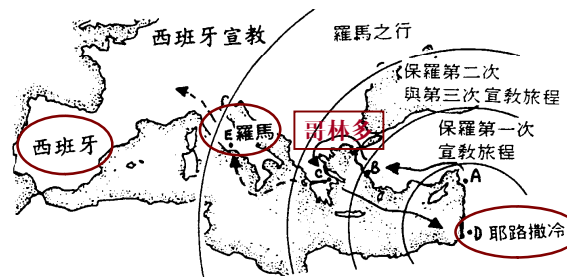 西班牙宣教
羅馬之行
保羅第二次
與第三次宣教旅程
保羅第一次
宣教旅程
西班牙
E羅馬
哥林多
C
B
A
D 耶路撒冷